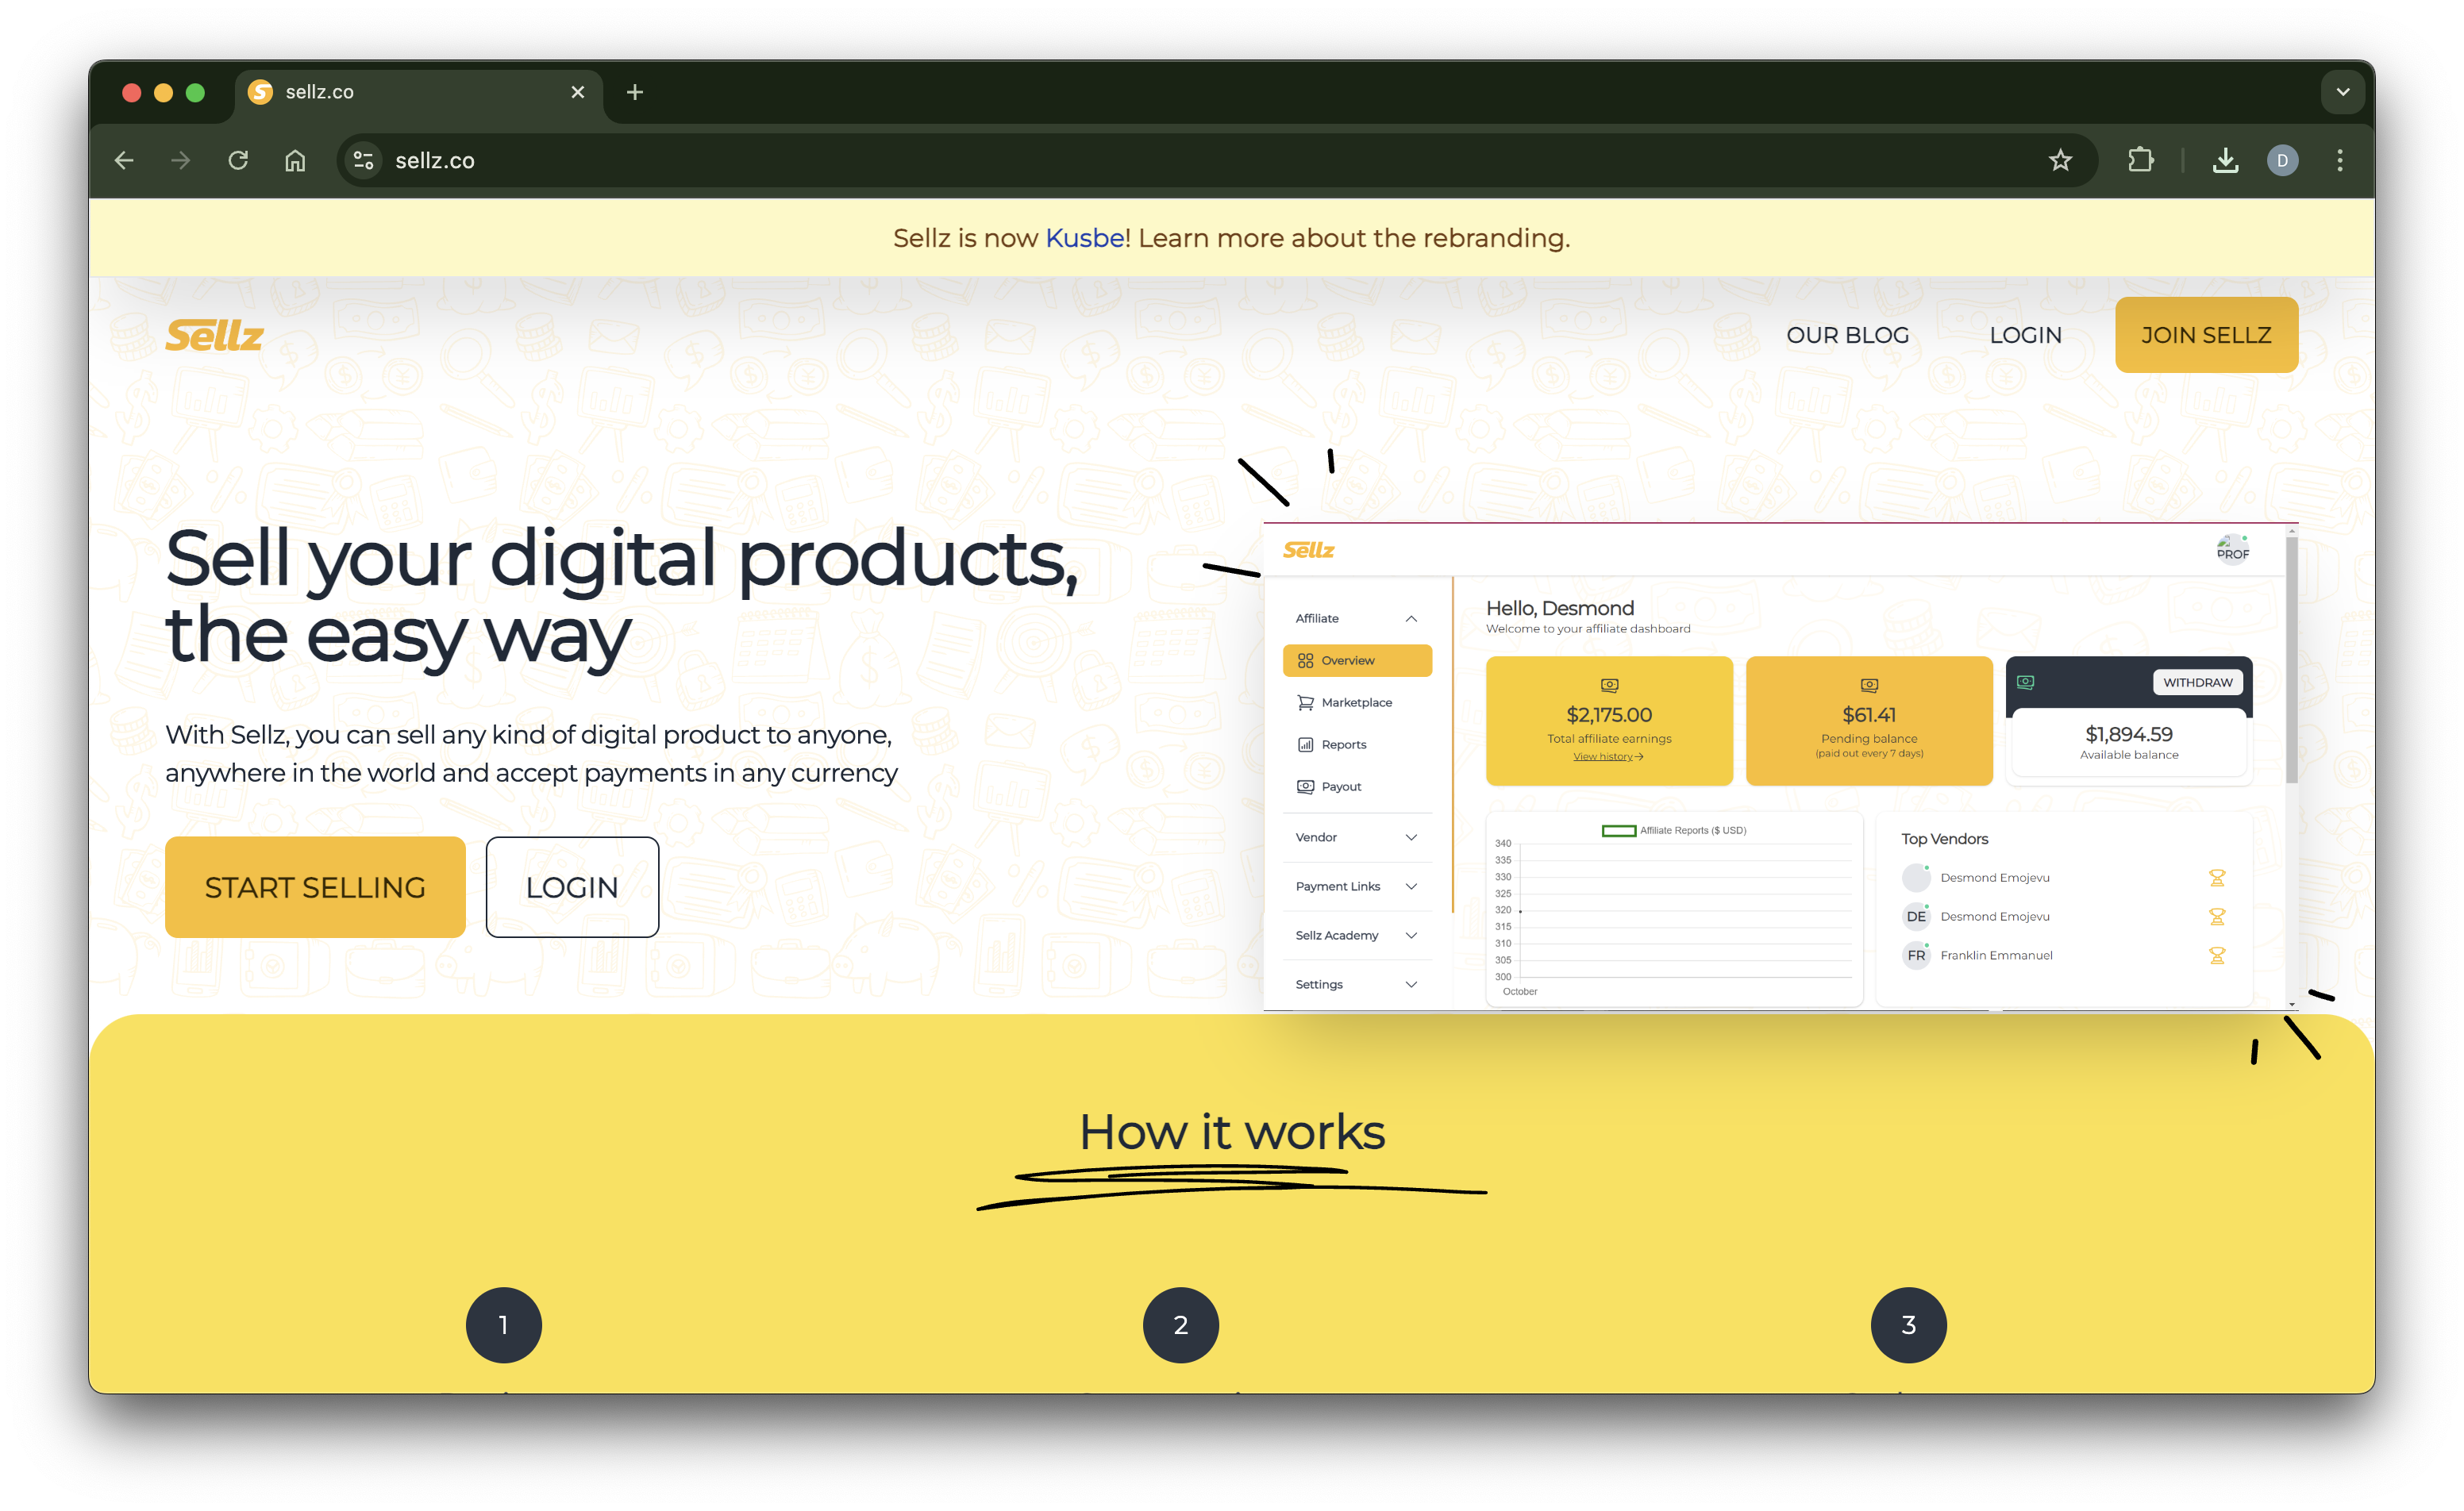 sellz.co
sellz.co
D
Sellz is now Kusbe! Learn more about the rebranding.
Sellz
OUR BLOG
LOGIN
JOIN SELLZ
Sell your digital products,
the easy way
With Sellz, you can sell any kind of digital product to anyone,
anywhere in the world and accept payments in any currency
START SELLING
LOGIN
Sellz
PROF
Affiliate
Overview
Marketplace
Reports
Payout
Vendor
Payment Links
Sellz Academy
Settings
Hello, Desmond
Welcome to your affiliate dashboard
$2,175.00
Total affiliate earnings
View history
$61.41
Pending balance
(paid out every 7 days)
WITHDRAW
$1,894.59
Available balance
Affiliate Reports ($ USD)
340
335
330
325
320
315
310
305
300
October
Top Vendors
Desmond Emojevu
DE Desmond Emojevu
FR Franklin Emmanuel
How it works
1
2
3